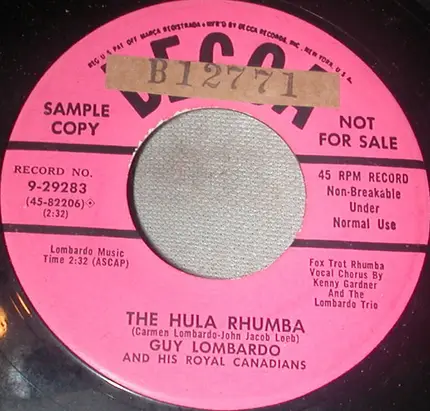 REG U.S. PAT OFF. MARCA REGISTRADA • MFR'D BY DECCA RECORDS, INC., NEW YORK, U.S.A.
DECCA
B12771
SAMPLE
COPY
NOT
FOR SALE
RECORD NO.
9-29283
(45-82206)
(2:32)
45 RPM RECORD
Non-Breakable
Under
Normal Use
Lombardo Music
Time 2:32 (ASCAP)
Fox Trot Rhumba
Vocal Chorus By
Kenny Gardner
And The
Lombardo Trio
THE HULA RHUMBA
(Carmen Lombardo-John Jacob Loeb)
GUY LOMBARDO
AND HIS ROYAL CANADIANS